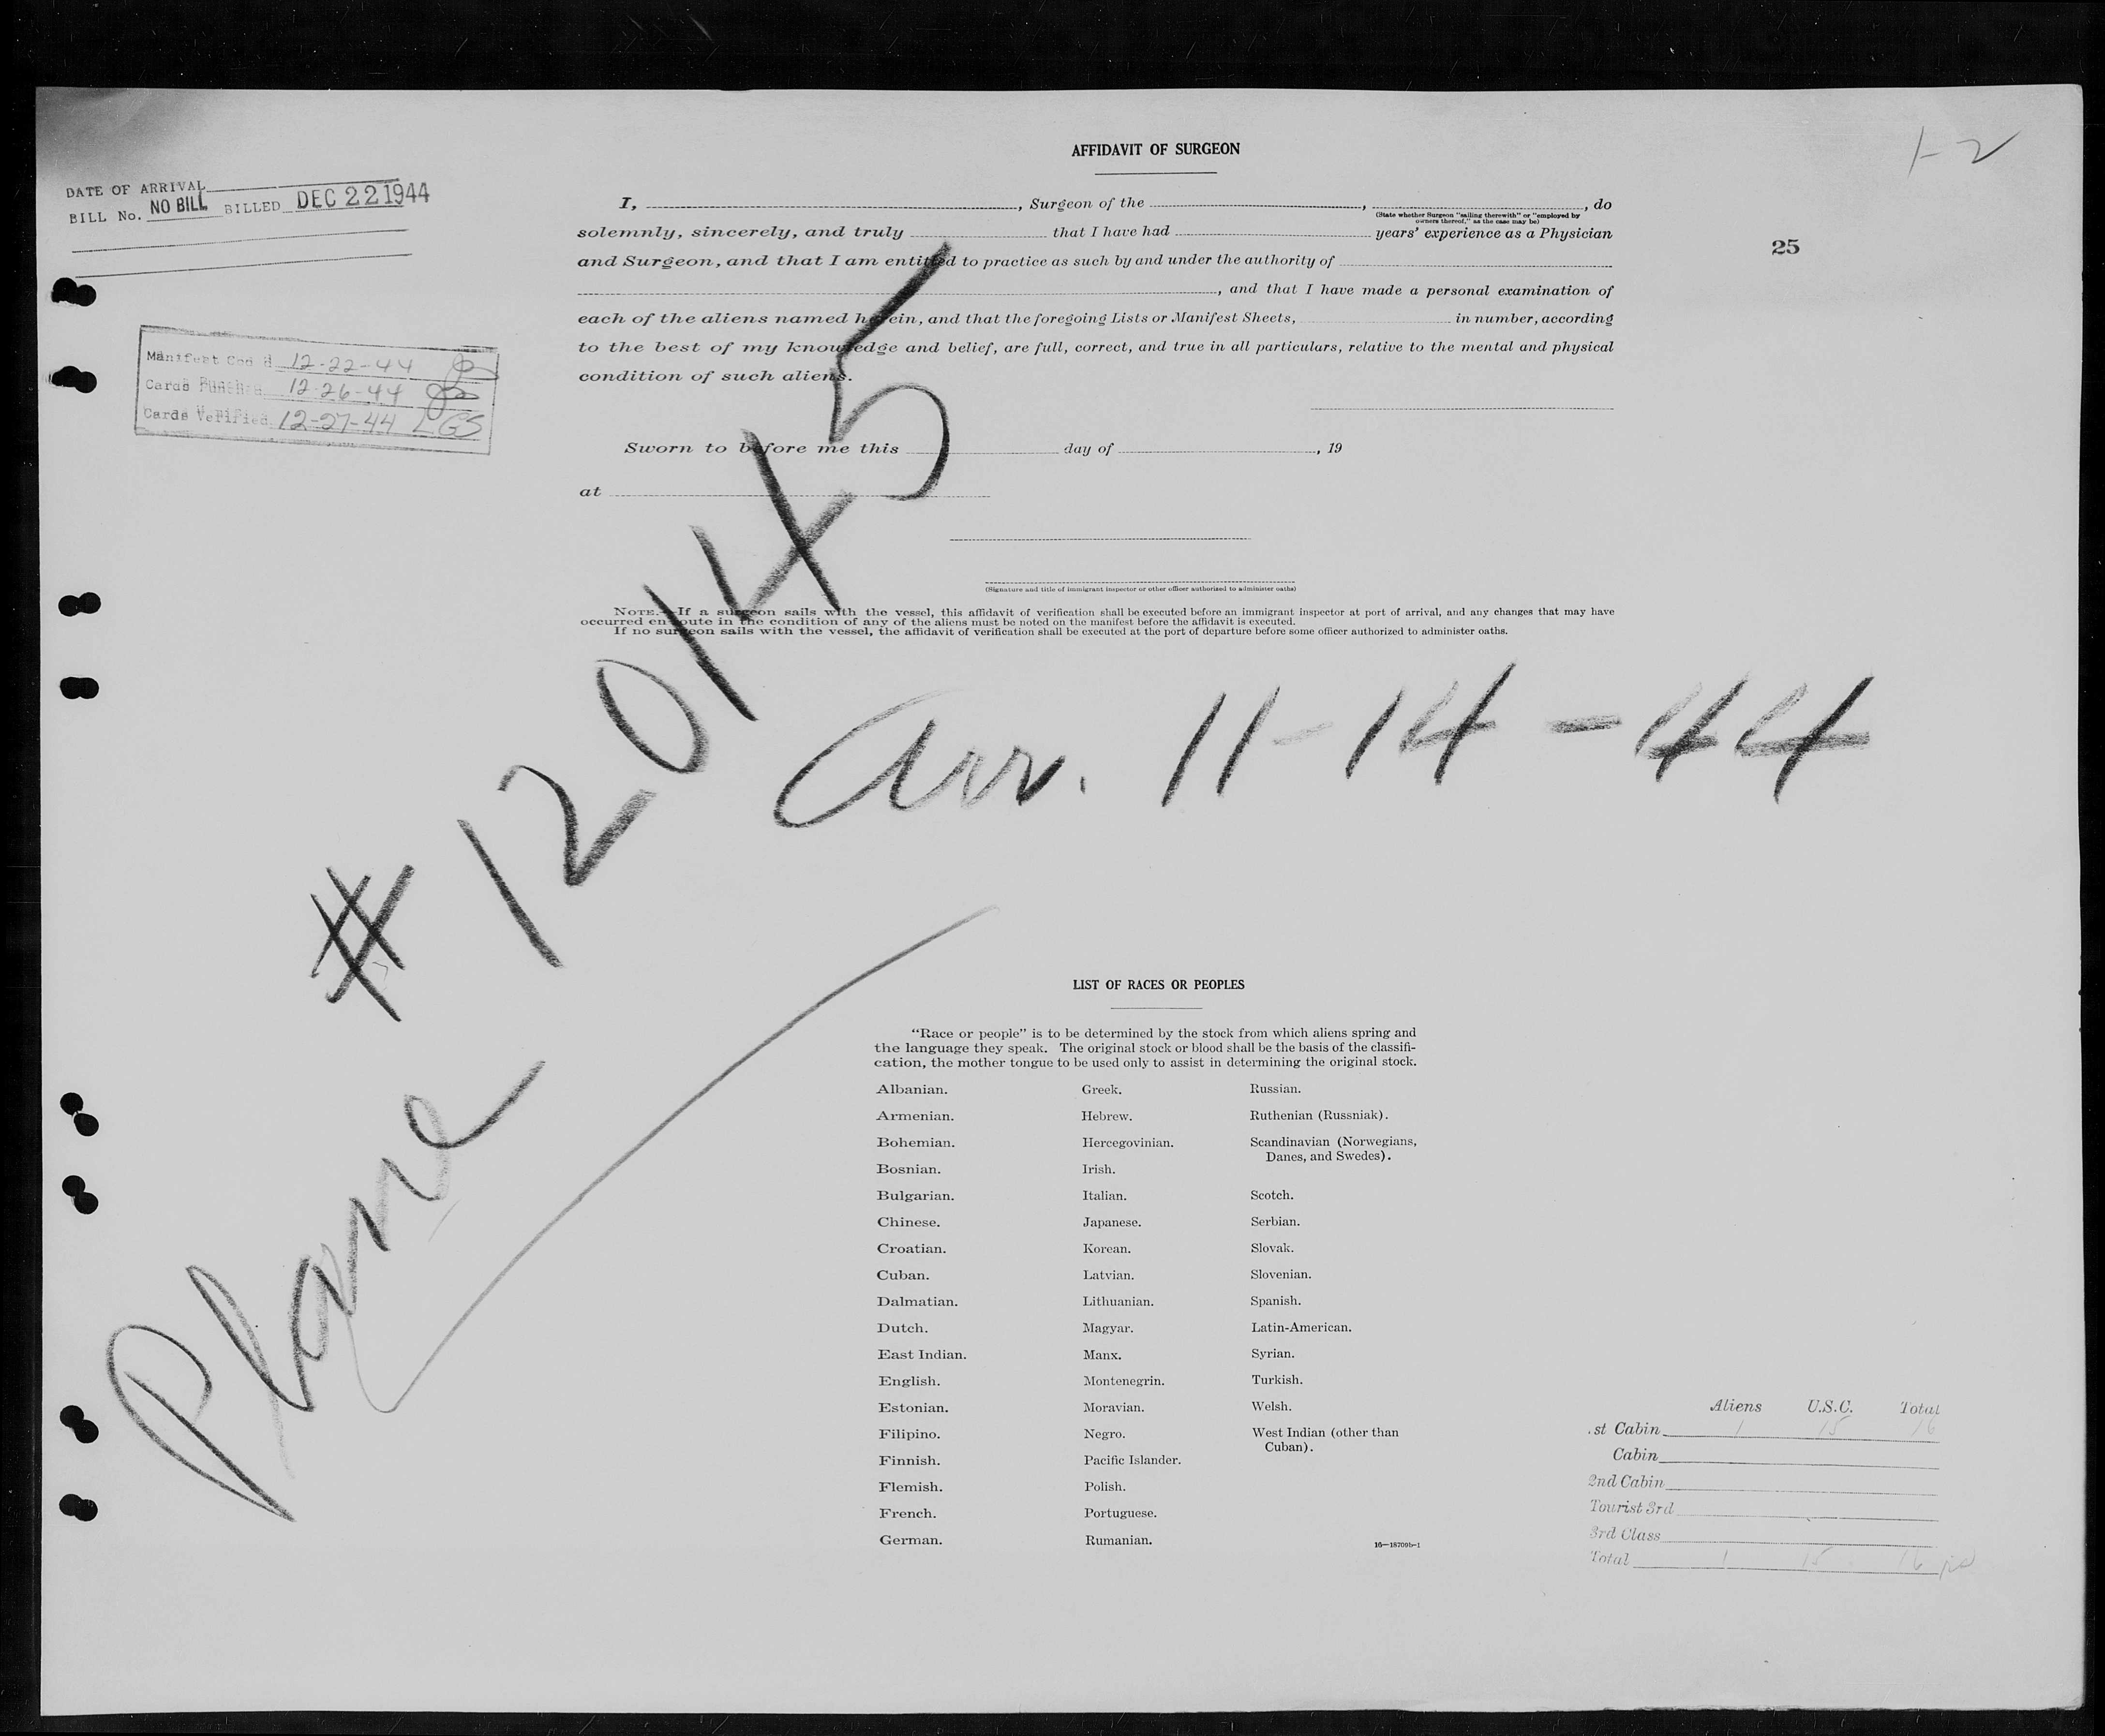 AFFIDAVIT OF SURGEON
1-2
DATE OF ARRIVAL
BILL No. NO BILL BILLED DEC 22 1944
I, , Surgeon of the , , do
(State whether Surgeon "sailing therewith" or "employed by
owners thereof," as the case may be)
solemnly, sincerely, and truly that I have had years' experience as a Physician
25
and Surgeon, and that I am entitled to practice as such by and under the authority of
, and that I have made a personal examination of
each of the aliens named herein, and that the foregoing Lists or Manifest Sheets, in number, according
to the best of my knowledge and belief, are full, correct, and true in all particulars, relative to the mental and physical
condition of such aliens.
Manifest Cod'd 12-22-44
Cards Punched 12-26-44
Cards Verified 12-27-44 LGS
Sworn to before me this day of , 19
at
(Signature and title of immigrant inspector or other officer authorized to administer oaths)
NOTE.—If a surgeon sails with the vessel, this affidavit of verification shall be executed before an immigrant inspector at port of arrival, and any changes that may have
occurred en route in the condition of any of the aliens must be noted on the manifest before the affidavit is executed.
If no surgeon sails with the vessel, the affidavit of verification shall be executed at the port of departure before some officer authorized to administer oaths.
Plane # 120145
Arr. 11-14-44
LIST OF RACES OR PEOPLES
"Race or people" is to be determined by the stock from which aliens spring and
the language they speak. The original stock or blood shall be the basis of the classifi-
cation, the mother tongue to be used only to assist in determining the original stock.
Albanian.
Armenian.
Bohemian.
Bosnian.
Bulgarian.
Chinese.
Croatian.
Cuban.
Dalmatian.
Dutch.
East Indian.
English.
Estonian.
Filipino.
Finnish.
Flemish.
French.
German.
Greek.
Hebrew.
Hercegovinian.
Irish.
Italian.
Japanese.
Korean.
Latvian.
Lithuanian.
Magyar.
Manx.
Montenegrin.
Moravian.
Negro.
Pacific Islander.
Polish.
Portuguese.
Rumanian.
Russian.
Ruthenian (Russniak).
Scandinavian (Norwegians,
Danes, and Swedes).
Scotch.
Serbian.
Slovak.
Slovenian.
Spanish.
Latin-American.
Syrian.
Turkish.
Welsh.
West Indian (other than
Cuban).
16—18709b-1
Aliens U.S.C. Total
st Cabin 1 15 16
Cabin
2nd Cabin
Tourist 3rd
3rd Class
Total 1 15 16